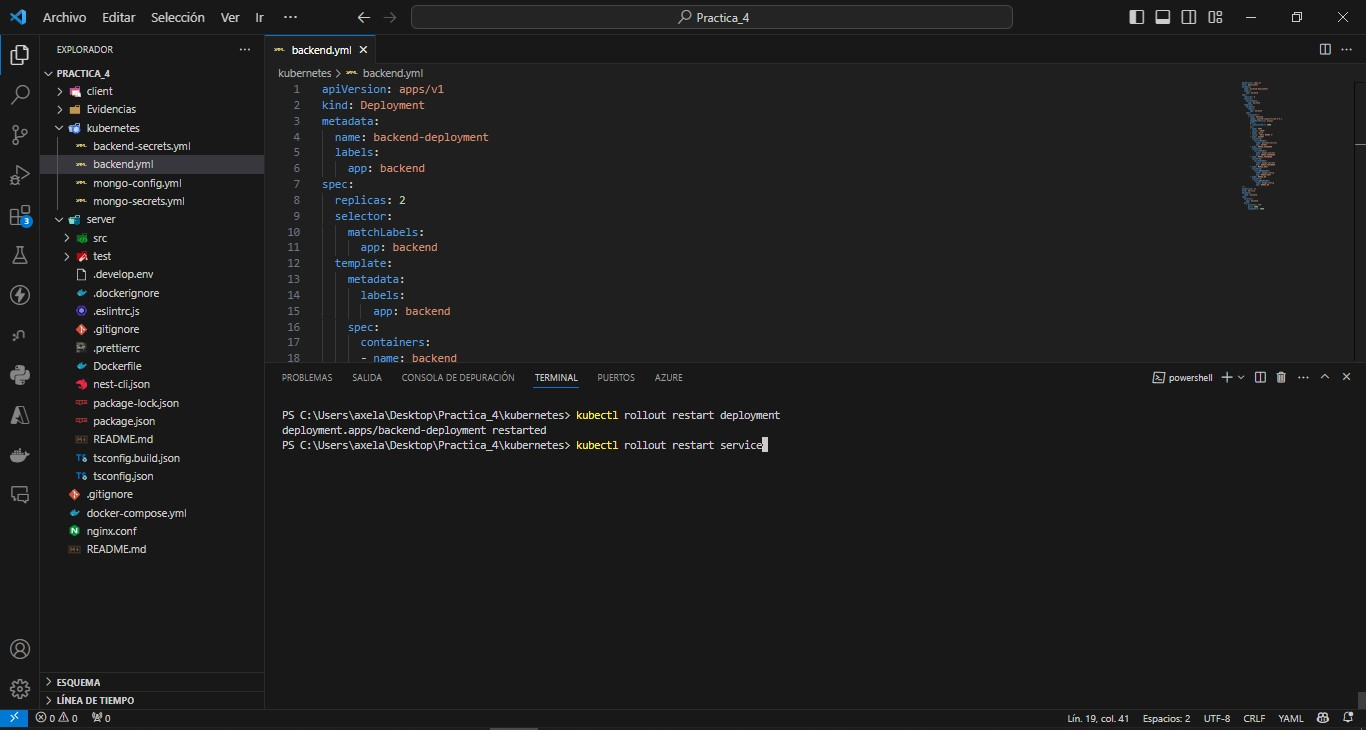 Archivo Editar Selección Ver Ir ···
Practica_4
EXPLORADOR
PRACTICA_4
client
Evidencias
kubernetes
backend-secrets.yml
backend.yml
mongo-config.yml
mongo-secrets.yml
server
src
test
.develop.env
.dockerignore
.eslintrc.js
.gitignore
.prettierrc
Dockerfile
nest-cli.json
package-lock.json
package.json
README.md
tsconfig.build.json
tsconfig.json
.gitignore
docker-compose.yml
nginx.conf
README.md
ESQUEMA
LÍNEA DE TIEMPO
3
backend.yml
kubernetes > backend.yml
1 apiVersion: apps/v1
2 kind: Deployment
3 metadata:
4 name: backend-deployment
5 labels:
6 app: backend
7 spec:
8 replicas: 2
9 selector:
10 matchLabels:
11 app: backend
12 template:
13 metadata:
14 labels:
15 app: backend
16 spec:
17 containers:
18 - name: backend
PROBLEMAS SALIDA CONSOLA DE DEPURACIÓN TERMINAL PUERTOS AZURE
powershell
PS C:\Users\axela\Desktop\Practica_4\kubernetes> kubectl rollout restart deployment
deployment.apps/backend-deployment restarted
PS C:\Users\axela\Desktop\Practica_4\kubernetes> kubectl rollout restart service
0 0 0
Lín. 19, col. 41 Espacios: 2 UTF-8 CRLF YAML